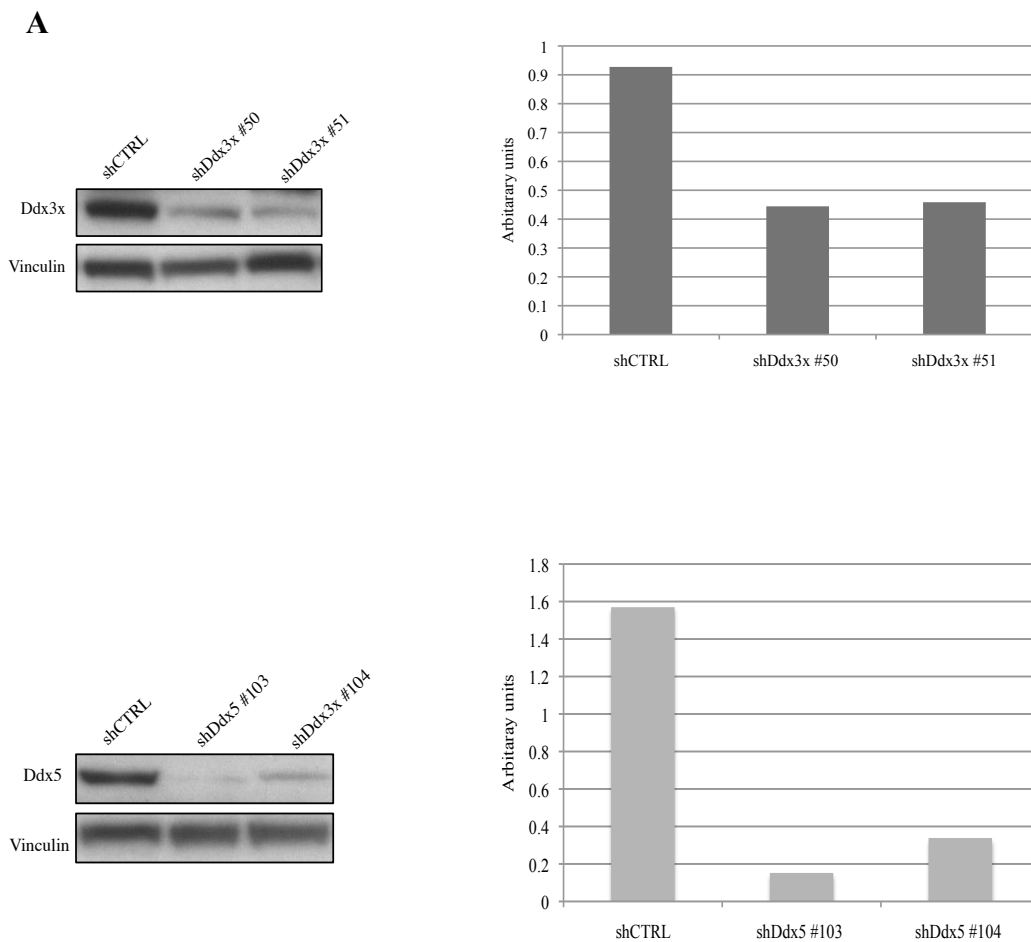 A
shCTRL
shDdx3x #50
shDdx3x #51
Ddx3x
Vinculin
1
0.9
0.8
0.7
0.6
0.5
0.4
0.3
0.2
0.1
0
Arbitarary units
shCTRL
shDdx3x #50
shDdx3x #51
shCTRL
shDdx5 #103
shDdx3x #104
Ddx5
Vinculin
1.8
1.6
1.4
1.2
1
0.8
0.6
0.4
0.2
0
Arbitaray units
shCTRL
shDdx5 #103
shDdx5 #104